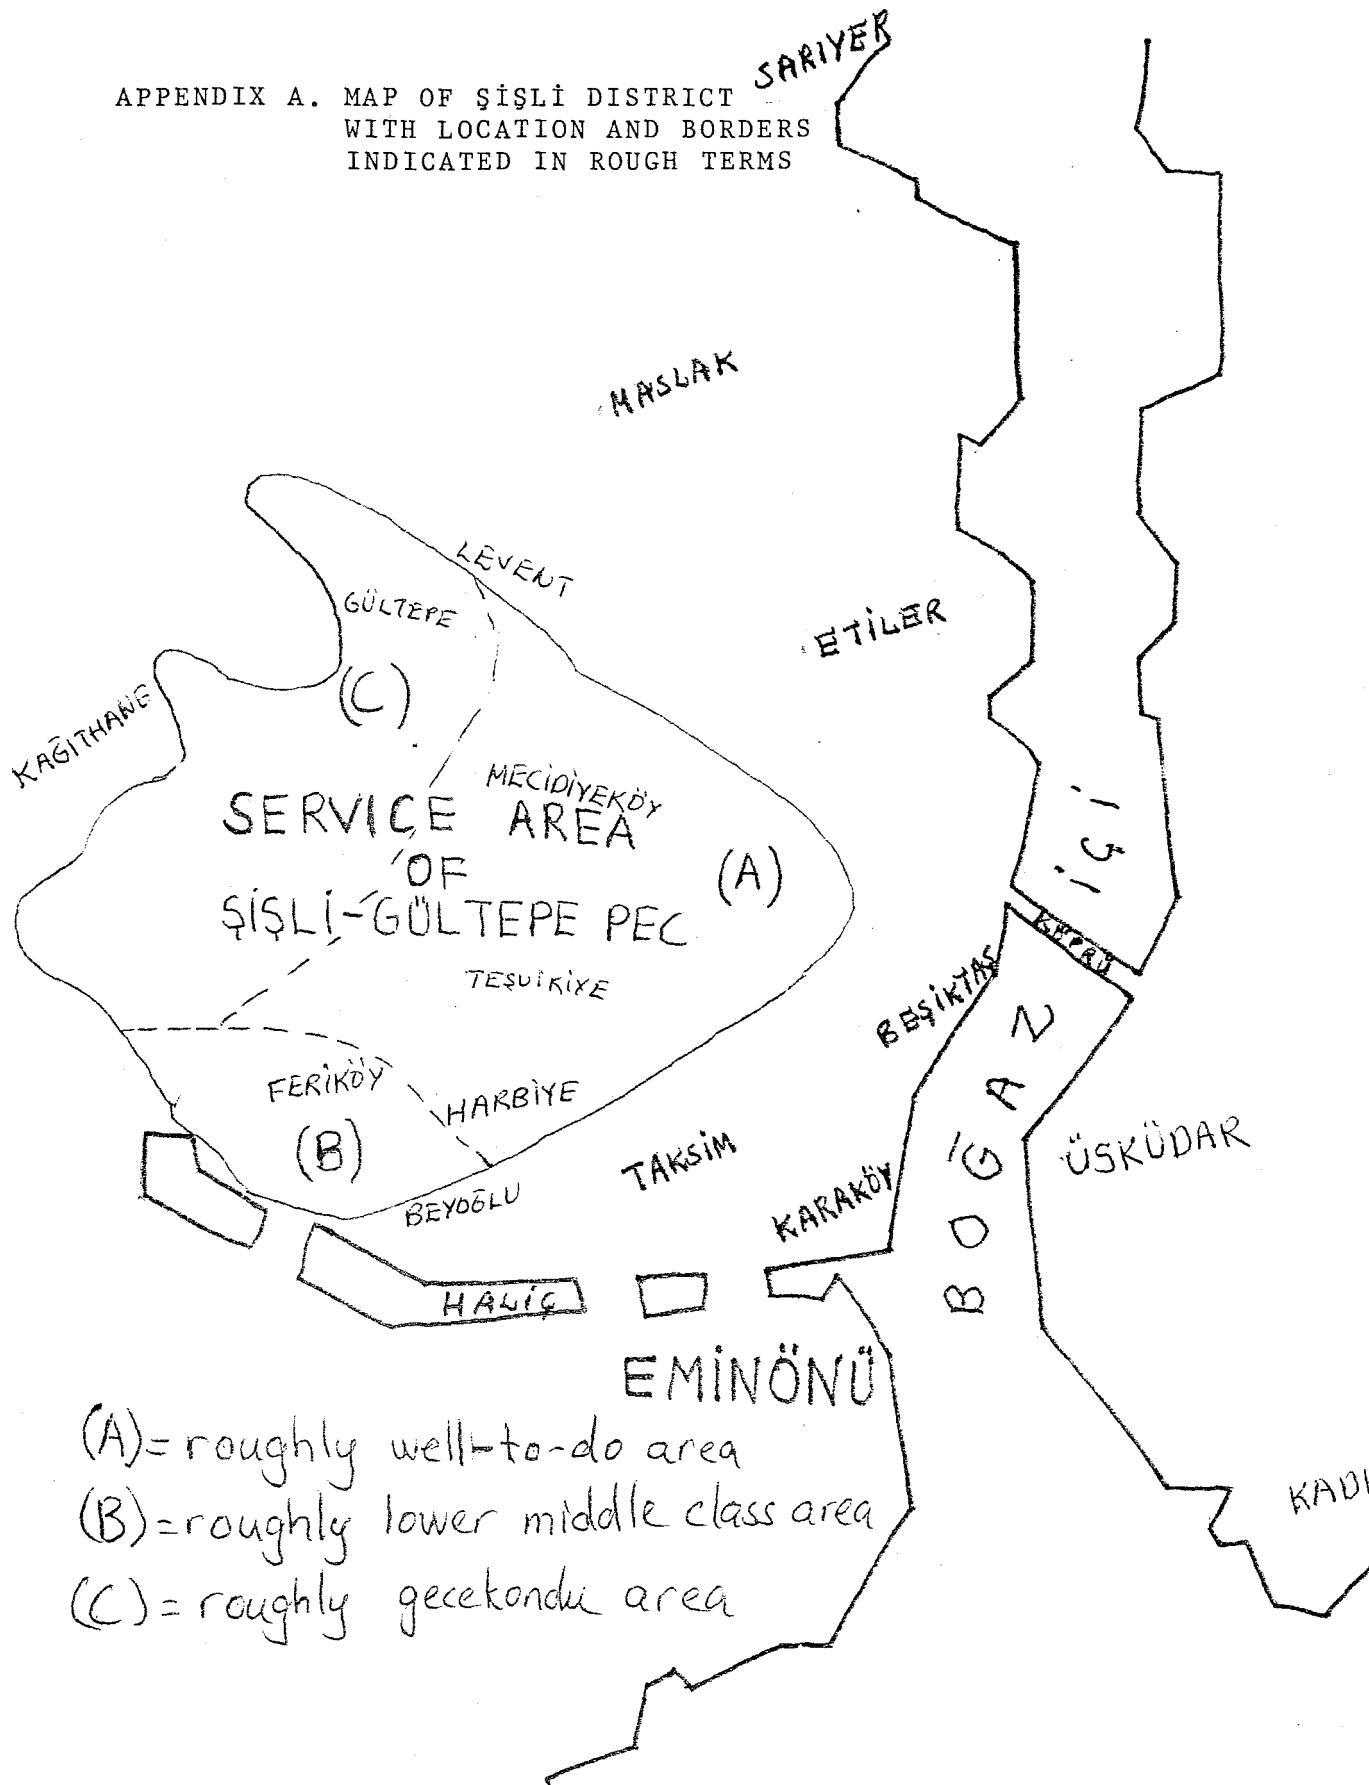 SARIYER
APPENDIX A. MAP OF ŞİŞLİ DISTRICT
WITH LOCATION AND BORDERS
INDICATED IN ROUGH TERMS
MASLAK
LEVENT
GÜLTEPE
ETİLER
(C)
KAĞITHANE
MECİDİYEKÖY
SERVICE AREA
OF
ŞİŞLİ-GÜLTEPE PEC
(A)
İÇİ
KÖPRÜ
TEŞVİKİYE
BEŞİKTAŞ
BOĞAZ
FERİKÖY
HARBİYE
(B)
TAKSİM
ÜSKÜDAR
KARAKÖY
BEYOĞLU
HALİÇ
EMİNÖNÜ
(A)= roughly well-to-do area
(B)= roughly lower middle class area
(C)= roughly gecekondu area
KADI